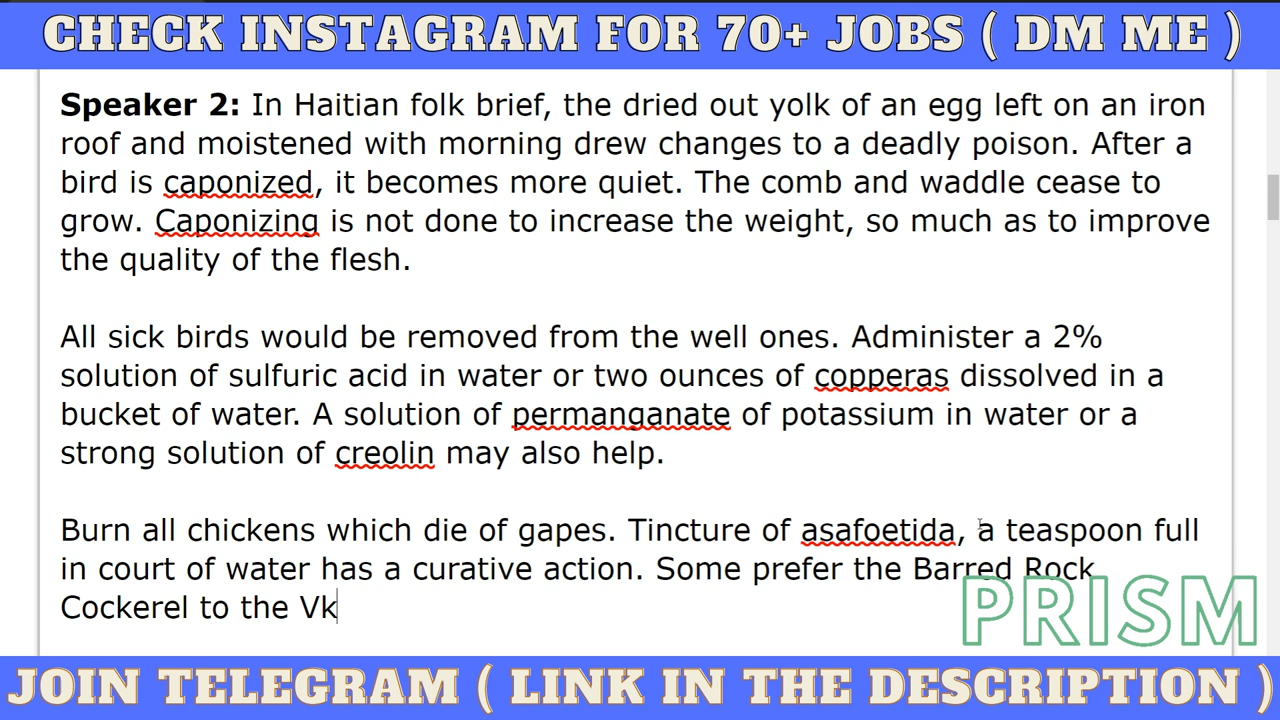 CHECK INSTAGRAM FOR 70+ JOBS ( DM ME )
Speaker 2: In Haitian folk brief, the dried out yolk of an egg left on an iron
roof and moistened with morning drew changes to a deadly poison. After a
bird is caponized, it becomes more quiet. The comb and waddle cease to
grow. Caponizing is not done to increase the weight, so much as to improve
the quality of the flesh.
All sick birds would be removed from the well ones. Administer a 2%
solution of sulfuric acid in water or two ounces of copperas dissolved in a
bucket of water. A solution of permanganate of potassium in water or a
strong solution of creolin may also help.
Burn all chickens which die of gapes. Tincture of asafoetida, a teaspoon full
in court of water has a curative action. Some prefer the Barred Rock
Cockerel to the Vk
PRISM
JOIN TELEGRAM ( LINK IN THE DESCRIPTION )